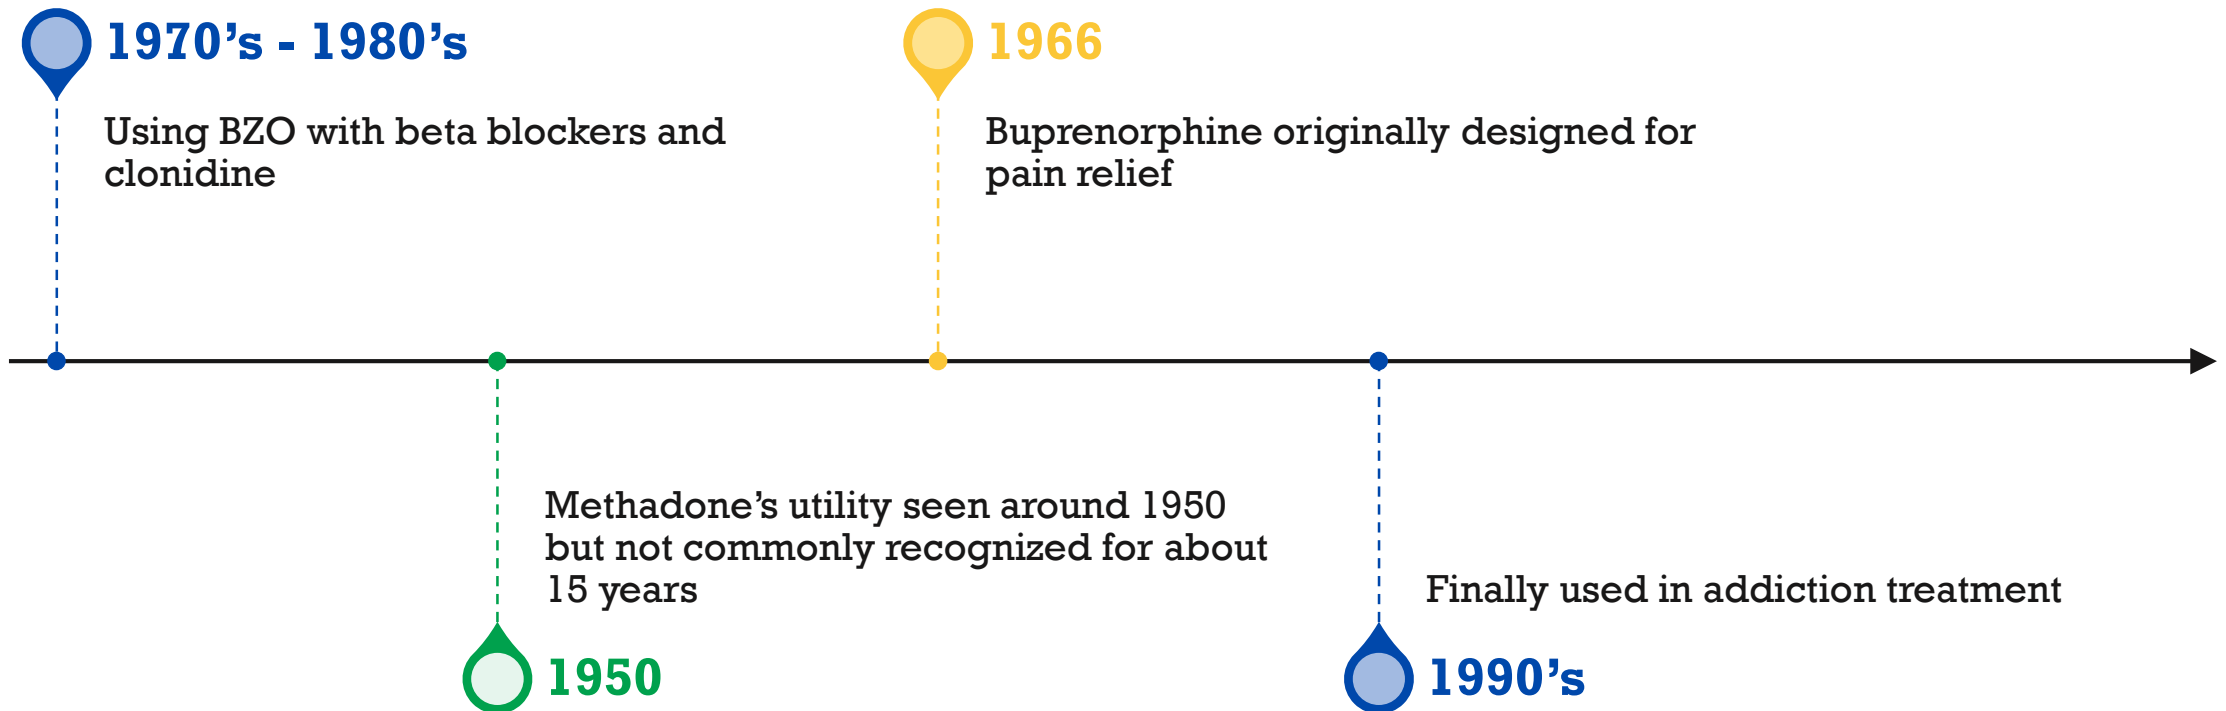 1970’s - 1980’s
Using BZO with beta blockers and
clonidine
Methadone’s utility seen around 1950
but not commonly recognized for about
15 years
1950
1966
Buprenorphine originally designed for
pain relief
Finally used in addiction treatment
1990’s